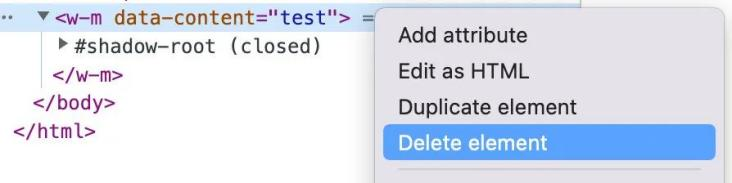 ··▼<w-m data-content="test"> =
▶#shadow-root (closed)
</w-m>
</body>
</html>
Add attribute
Edit as HTML
Duplicate element
Delete element